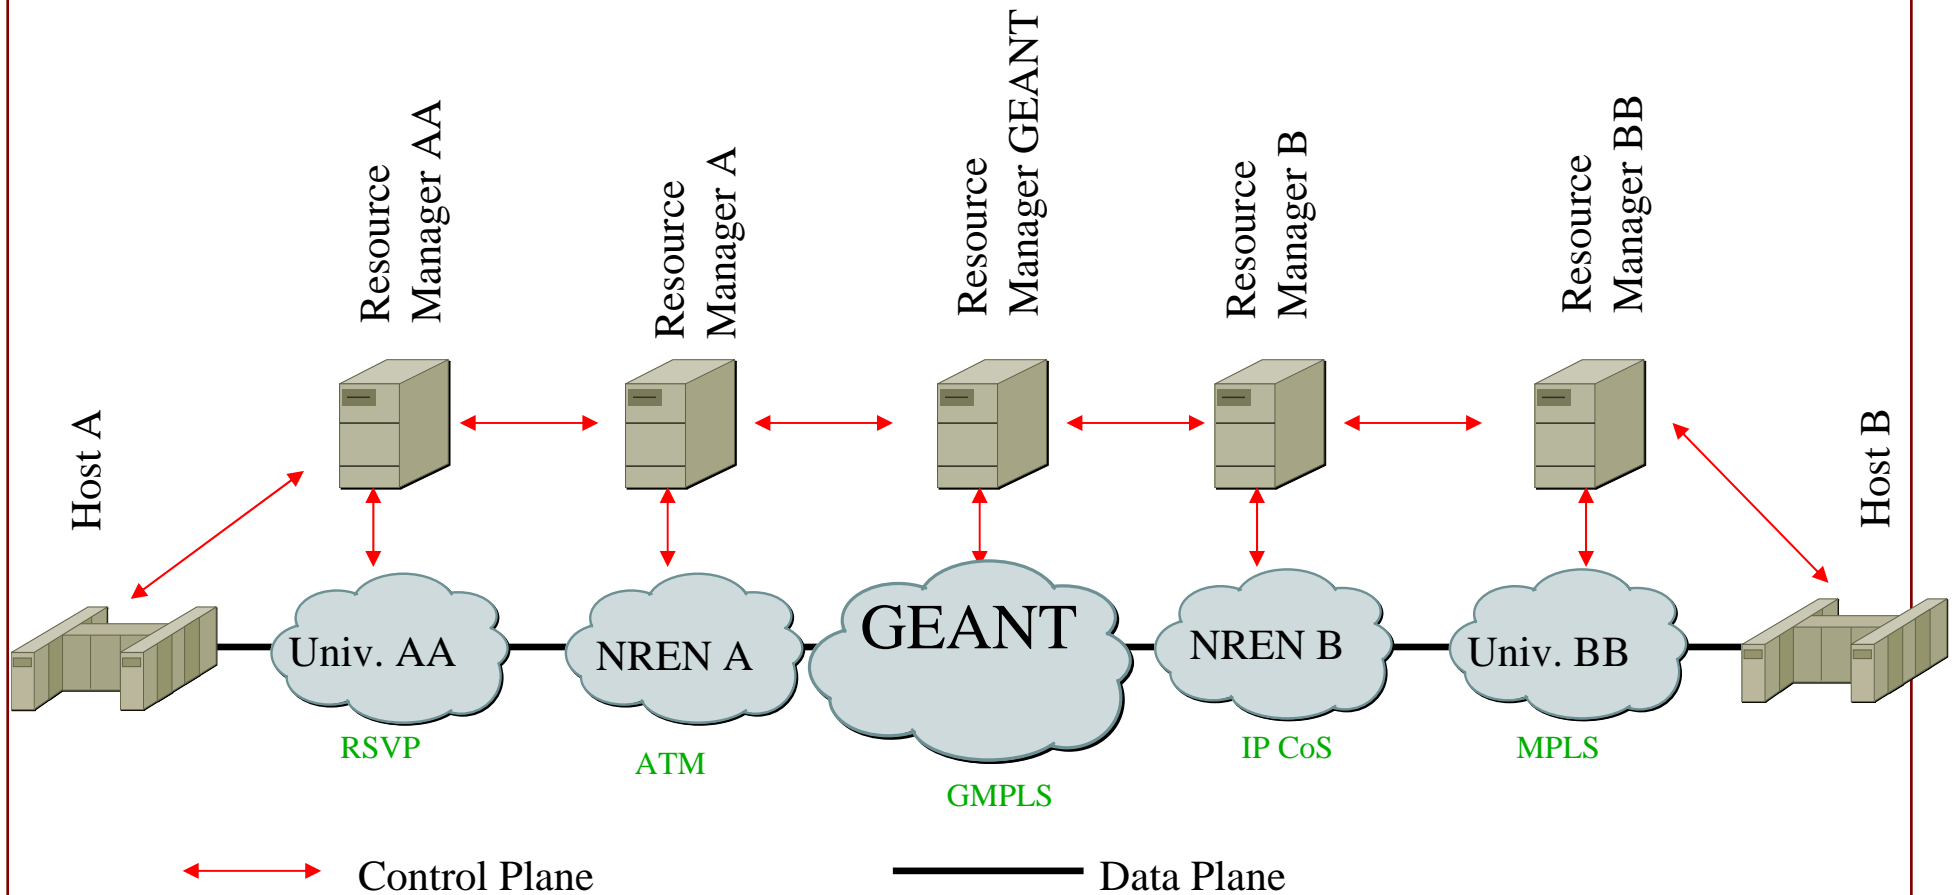 Resource
Manager AA
Resource
Manager A
Resource
Manager GEANT
Resource
Manager B
Resource
Manager BB
Host A
Host B
Univ. AA
NREN A
GEANT
NREN B
Univ. BB
RSVP
ATM
GMPLS
IP CoS
MPLS
Control Plane
Data Plane